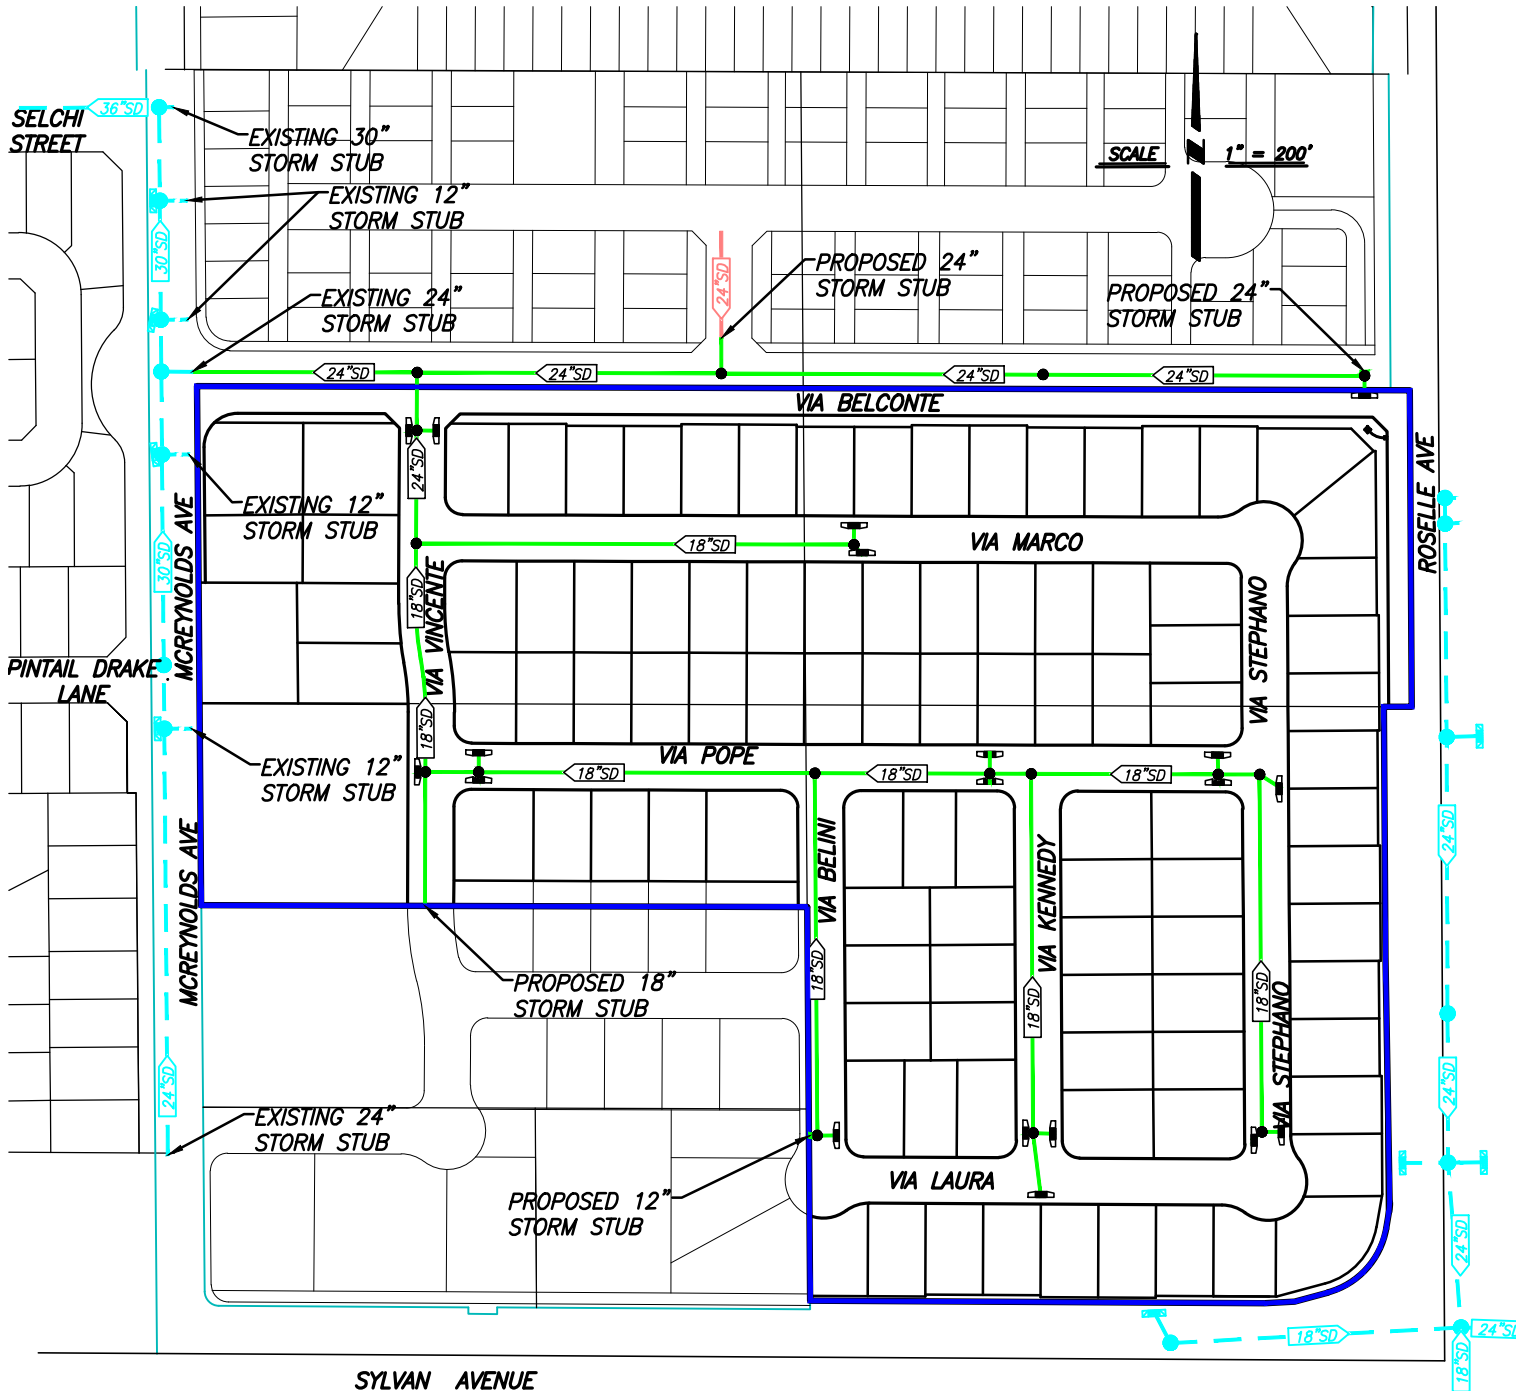 36"SD
SELCHI
STREET
EXISTING 30"
STORM STUB
SCALE
1" = 200'
EXISTING 12"
STORM STUB
30"SD
24"SD
PROPOSED 24"
STORM STUB
EXISTING 24"
STORM STUB
PROPOSED 24"
STORM STUB
24"SD
24"SD
24"SD
24"SD
VIA BELCONTE
24"SD
ROSELLE AVE
EXISTING 12"
STORM STUB
MCREYNOLDS AVE
30"SD
18"SD
VIA MARCO
18"SD
VIA VINCENTE
VIA STEPHANO
PINTAIL DRAKE
LANE
18"SD
VIA POPE
EXISTING 12"
STORM STUB
18"SD
18"SD
18"SD
MCREYNOLDS AVE
VIA BELINI
VIA KENNEDY
24"SD
18"SD
18"SD
18"SD
PROPOSED 18"
STORM STUB
VIA STEPHANO
24"SD
24"SD
EXISTING 24"
STORM STUB
VIA LAURA
PROPOSED 12"
STORM STUB
24"SD
18"SD
24"SD
18"SD
SYLVAN AVENUE